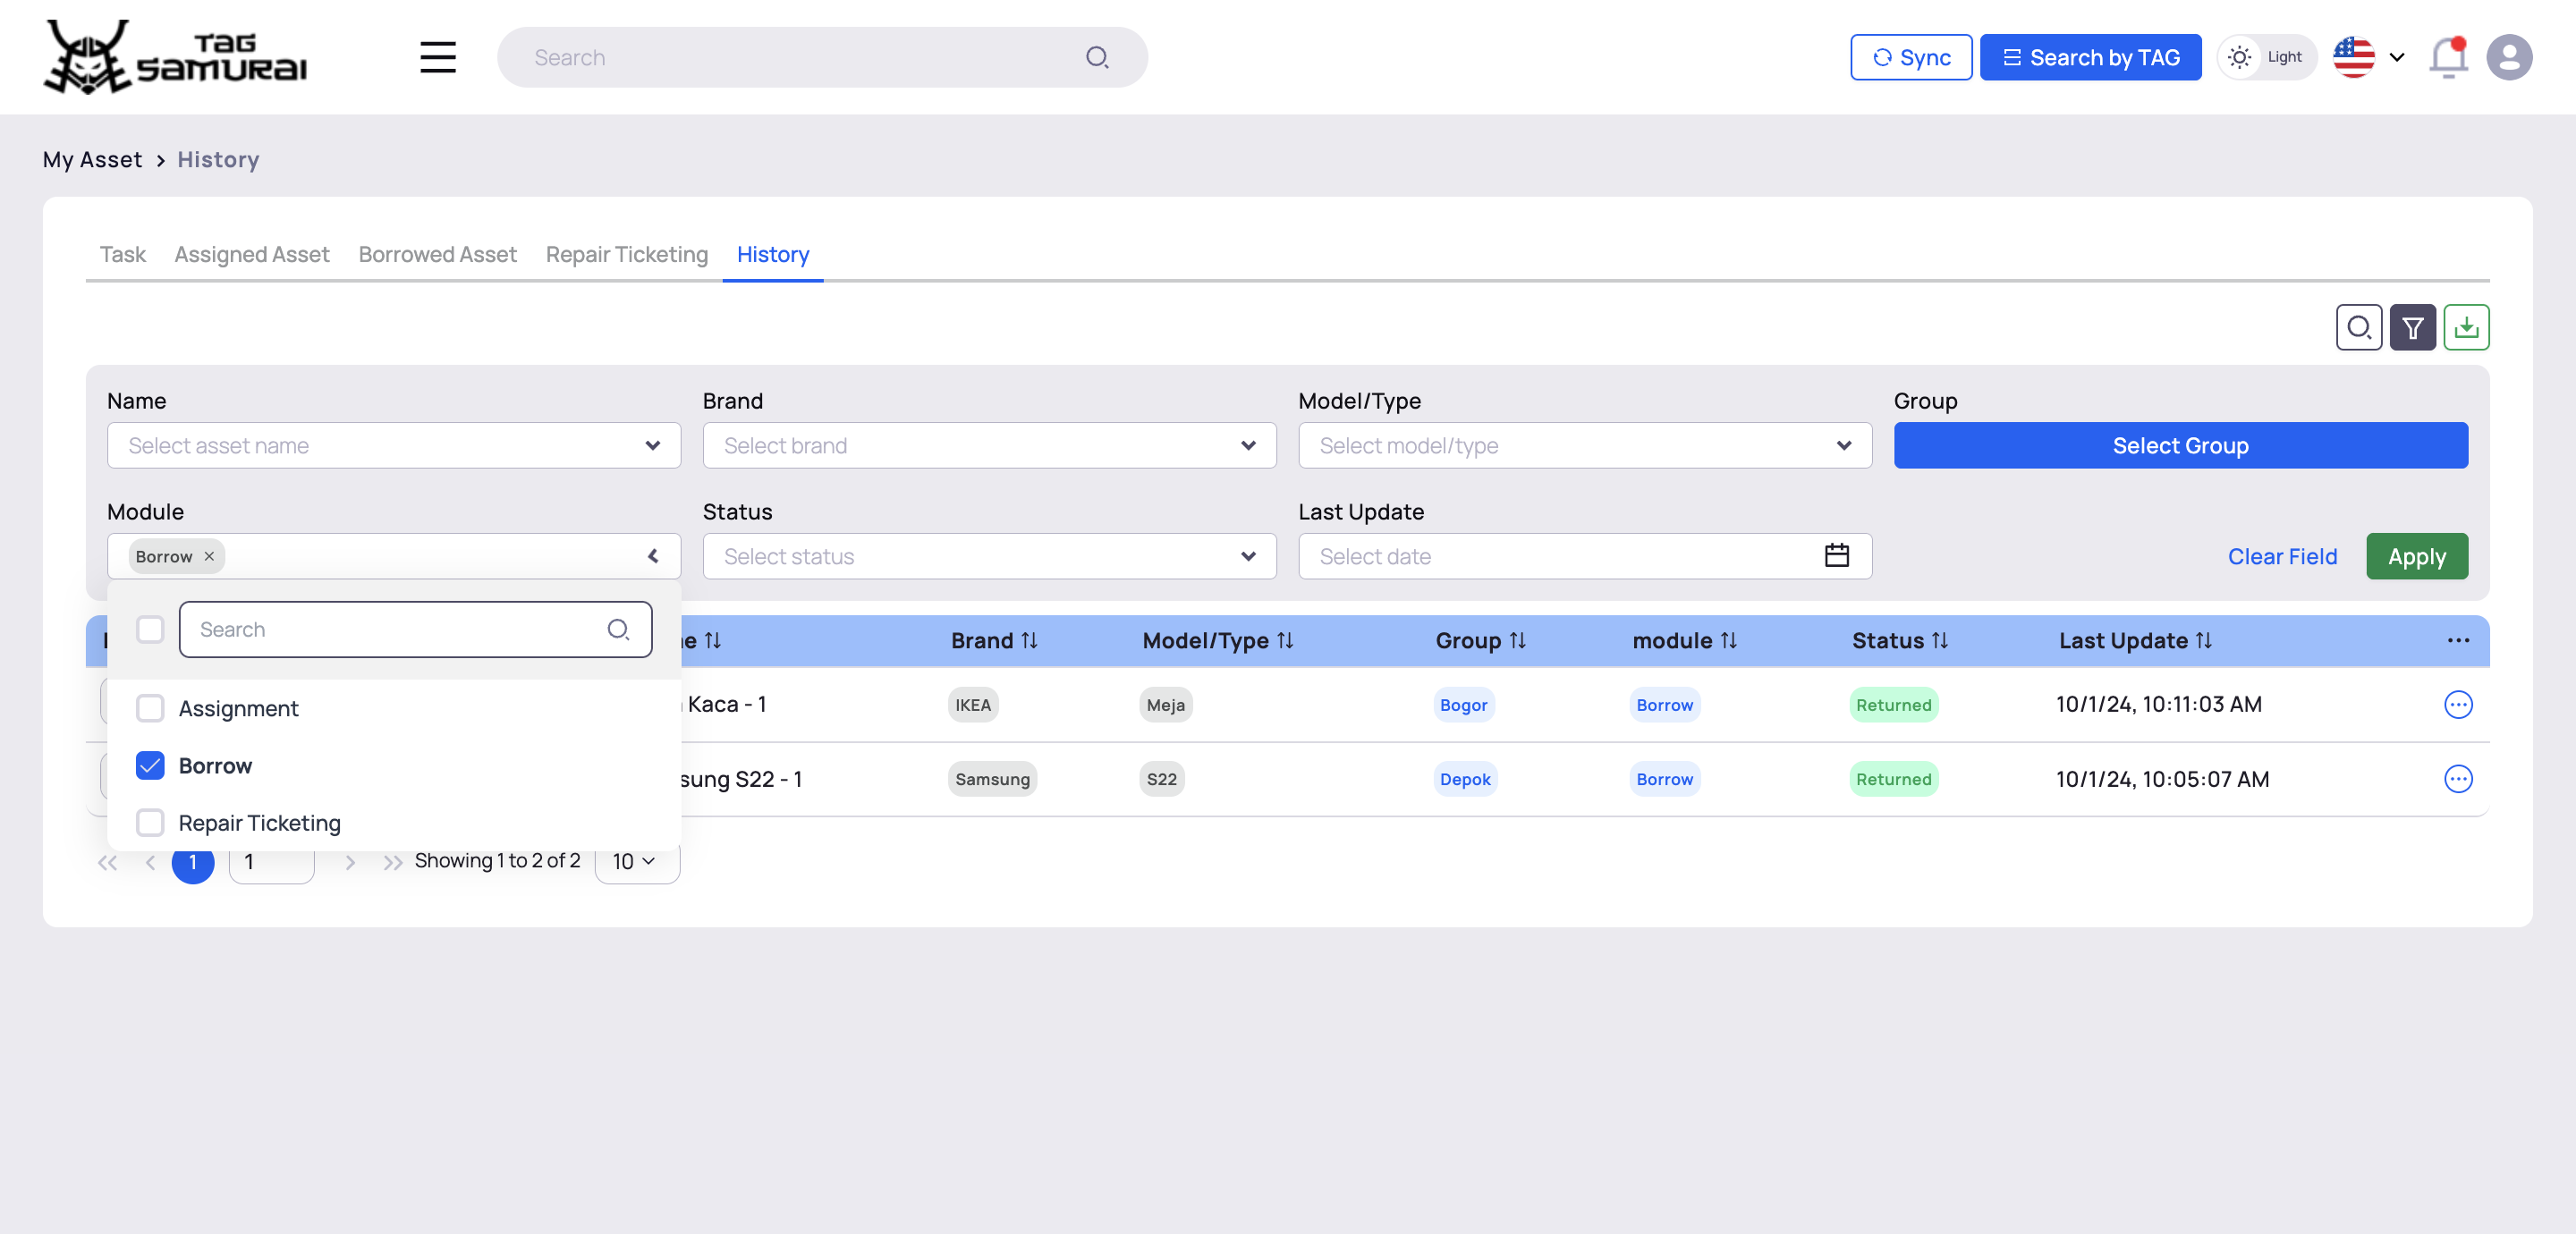 TAG SAMURAI
Search
Sync
Search by TAG
Light
My Asset > History
Task Assigned Asset Borrowed Asset Repair Ticketing History
Name Brand Model/Type Group
Select asset name Select brand Select model/type Select Group
Module Status Last Update
Borrow × Select status Select date Clear Field Apply
Search
Brand Model/Type Group module Status Last Update ...
Assignment
Kaca - 1 IKEA Meja Bogor Borrow Returned 10/1/24, 10:11:03 AM
Borrow
S22 - 1 Samsung S22 Depok Borrow Returned 10/1/24, 10:05:07 AM
Repair Ticketing
1 1 Showing 1 to 2 of 2 10